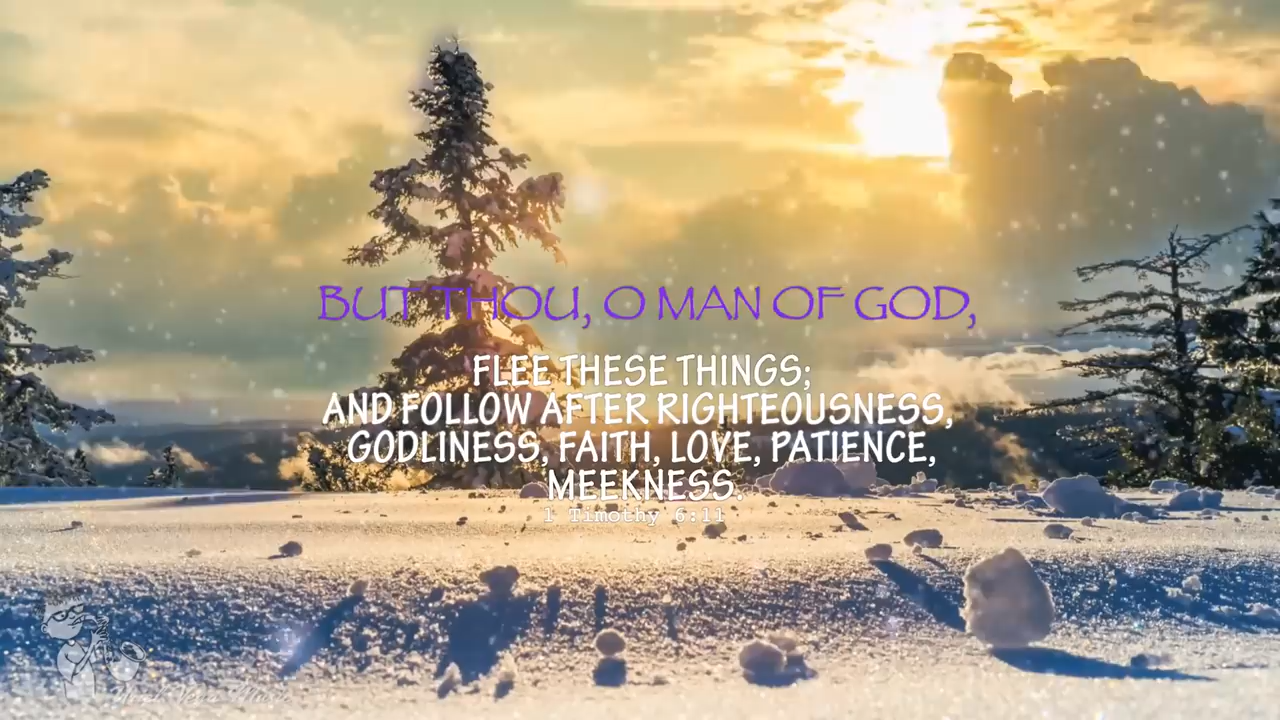 BUT THOU, O MAN OF GOD,
FLEE THESE THINGS;
AND FOLLOW AFTER RIGHTEOUSNESS,
GODLINESS, FAITH, LOVE, PATIENCE,
MEEKNESS.
1 Timothy 6:11